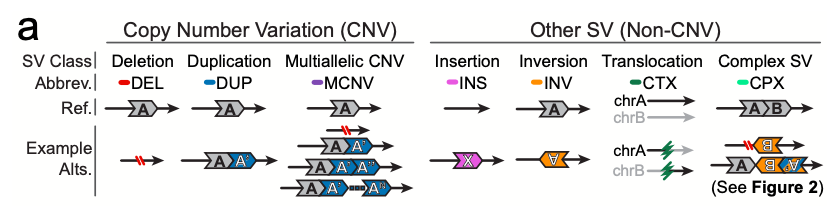 a
Copy Number Variation (CNV) Other SV (Non-CNV)
SV Class Deletion Duplication Multiallelic CNV Insertion Inversion Translocation Complex SV
Abbrev. DEL DUP MCNV INS INV CTX CPX
Ref. A A A A chrA chrB A B
Example Alts.
A A'
A A'
A A' A''
A A' A^N
X
A
chrA
chrB
B
A B A'
(See Figure 2)